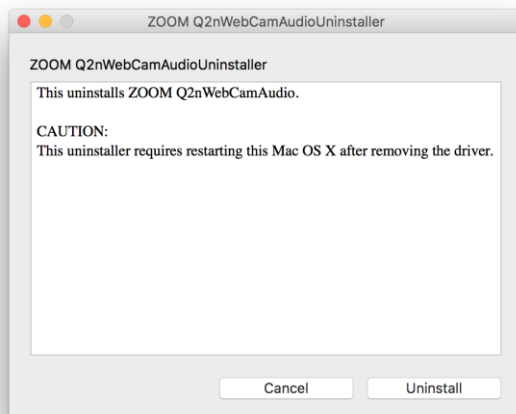 ZOOM Q2nWebCamAudioUninstaller
ZOOM Q2nWebCamAudioUninstaller
This uninstalls ZOOM Q2nWebCamAudio.
CAUTION:
This uninstaller requires restarting this Mac OS X after removing the driver.
Cancel
Uninstall